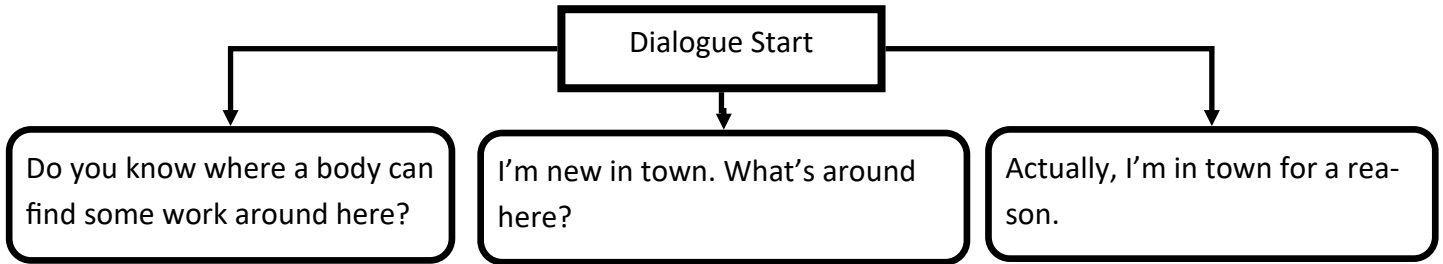 Dialogue Start
Do you know where a body can
find some work around here?
I'm new in town. What's around
here?
Actually, I'm in town for a rea-
son.